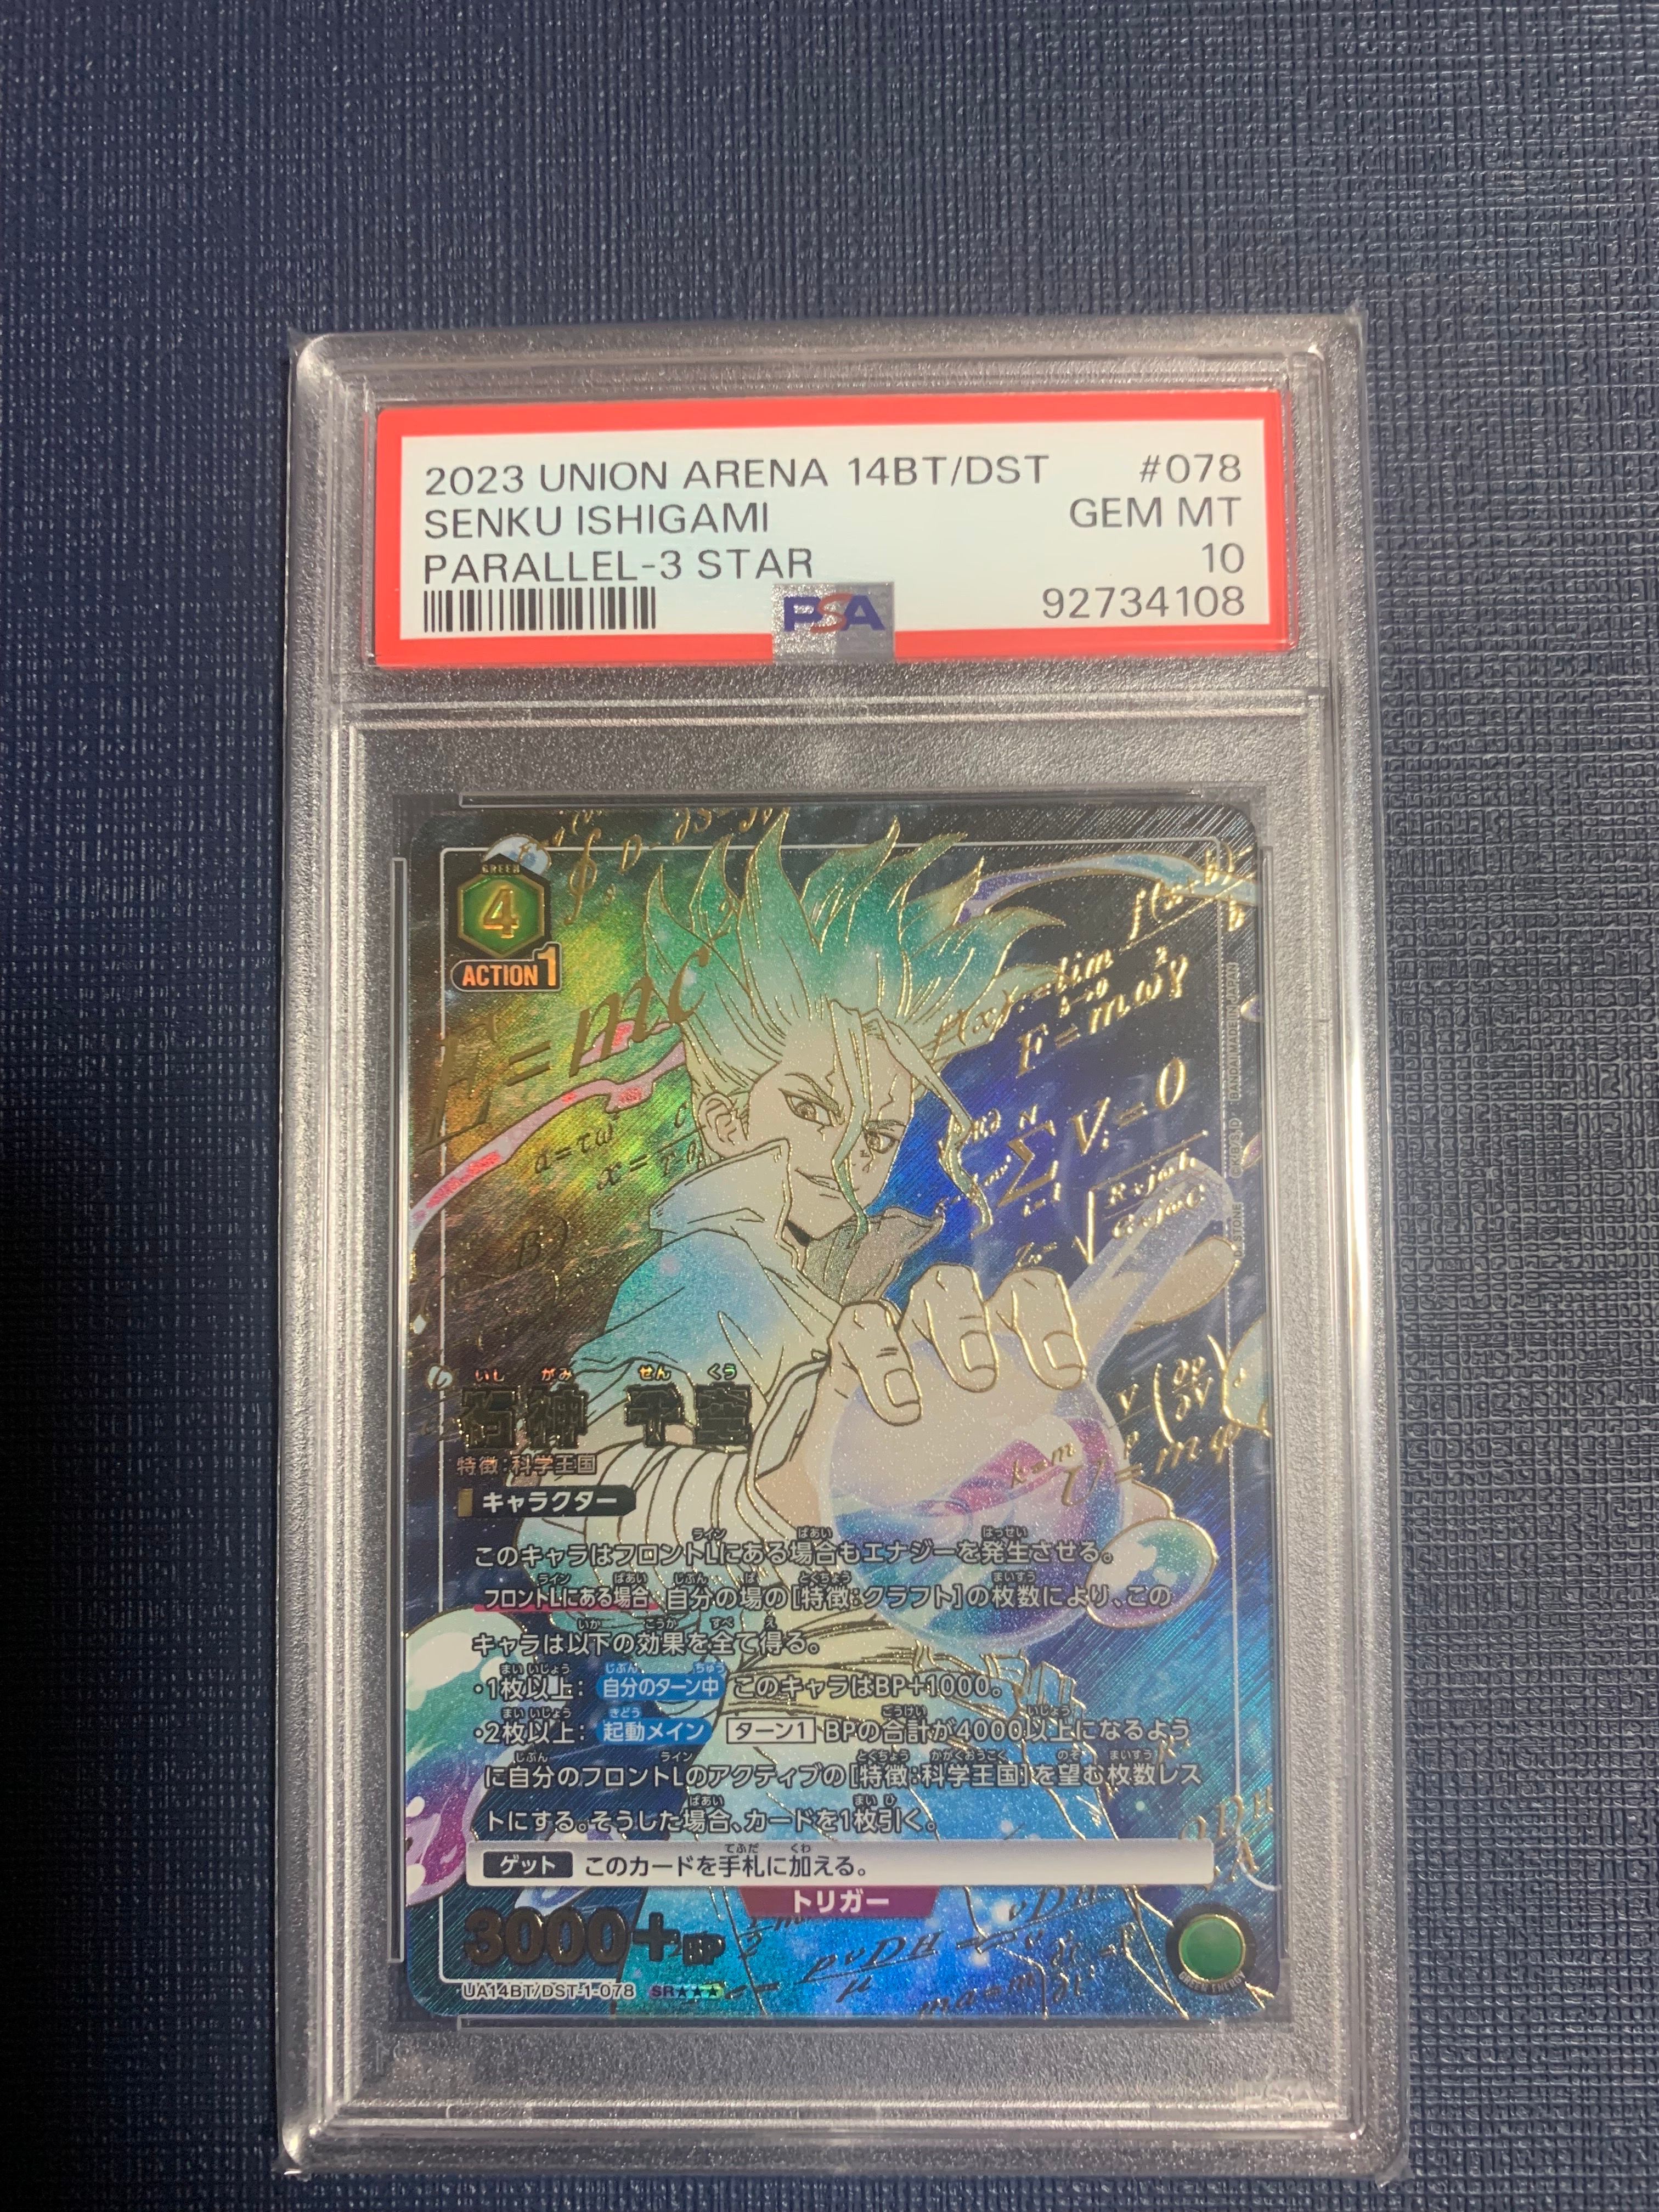 2023 UNION ARENA 14BT/DST #078
SENKU ISHIGAMI GEM MT
PARALLEL-3 STAR 10
PSA 92734108
GREEN
4
ACTION 1
E=mc
F=mω²γ
いし がみ せん くう
石神 千空
特徴:科学王国
キャラクター
このキャラはフロントLにある場合もエナジーを発生させる。
フロントLにある場合 自分の場の[特徴:クラフト]の枚数により、この
キャラは以下の効果を全て得る。
・1枚以上: 自分のターン中 このキャラはBP+1000。
・2枚以上: 起動メイン ターン1 BPの合計が4000以上になるよう
に自分のフロントLのアクティブの[特徴:科学王国]を望む枚数レス
トにする。そうした場合、カードを1枚引く。
ゲット このカードを手札に加える。
トリガー
3000+BP
UA14BT/DST-1-078 SR★★★